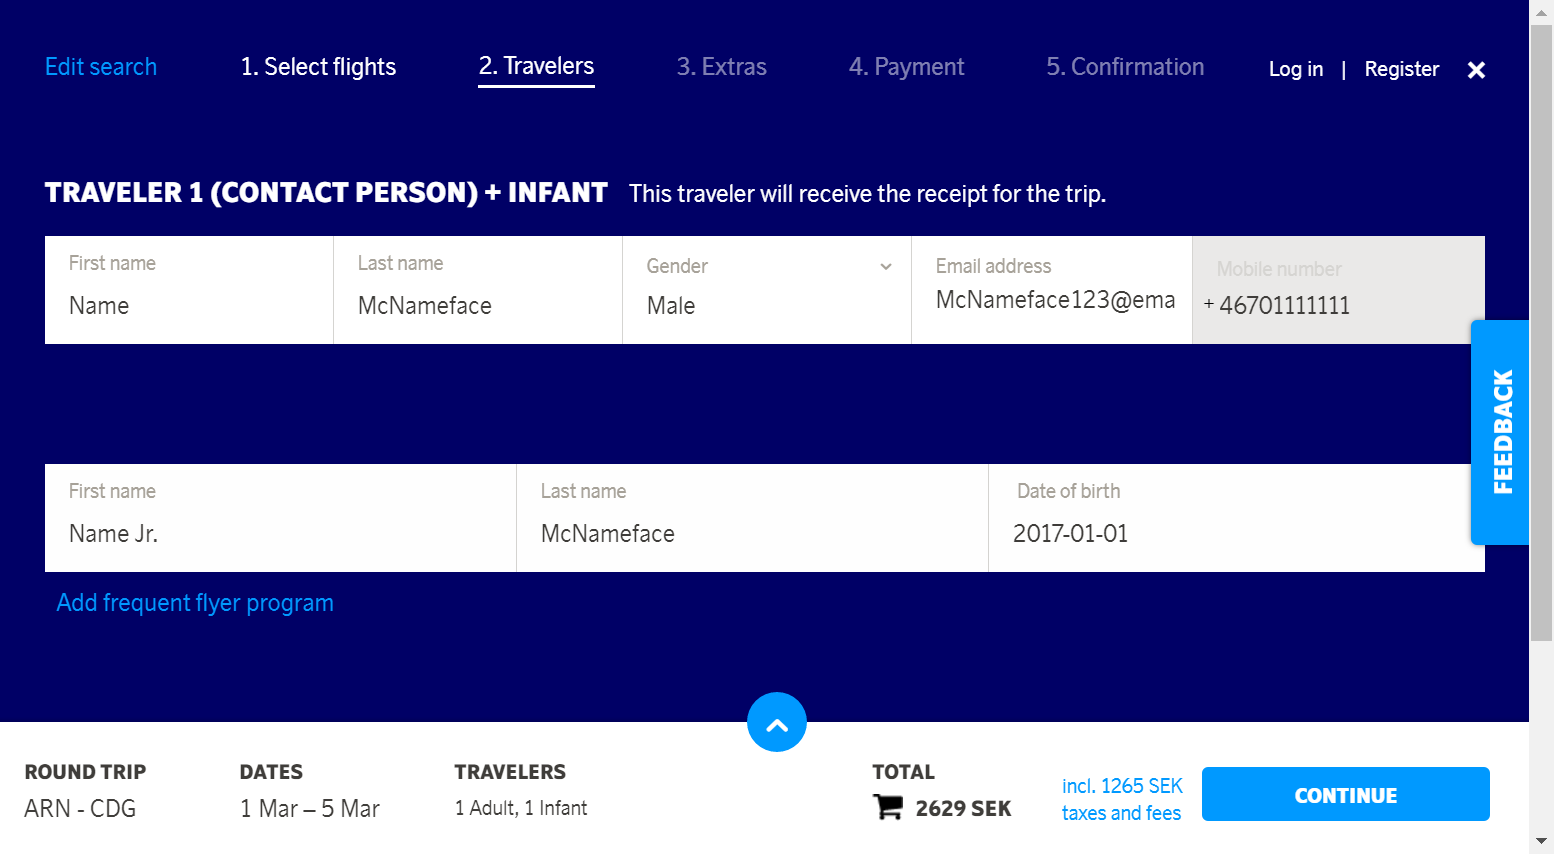 Edit search
1. Select flights
2. Travelers
3. Extras
4. Payment
5. Confirmation
Log in | Register
TRAVELER 1 (CONTACT PERSON) + INFANT This traveler will receive the receipt for the trip.
First name
Name
Last name
McNameface
Gender
Male
Email address
McNameface123@ema
Mobile number
+ 46701111111
FEEDBACK
First name
Name Jr.
Last name
McNameface
Date of birth
2017-01-01
Add frequent flyer program
ROUND TRIP
ARN - CDG
DATES
1 Mar – 5 Mar
TRAVELERS
1 Adult, 1 Infant
TOTAL
2629 SEK
incl. 1265 SEK
taxes and fees
CONTINUE